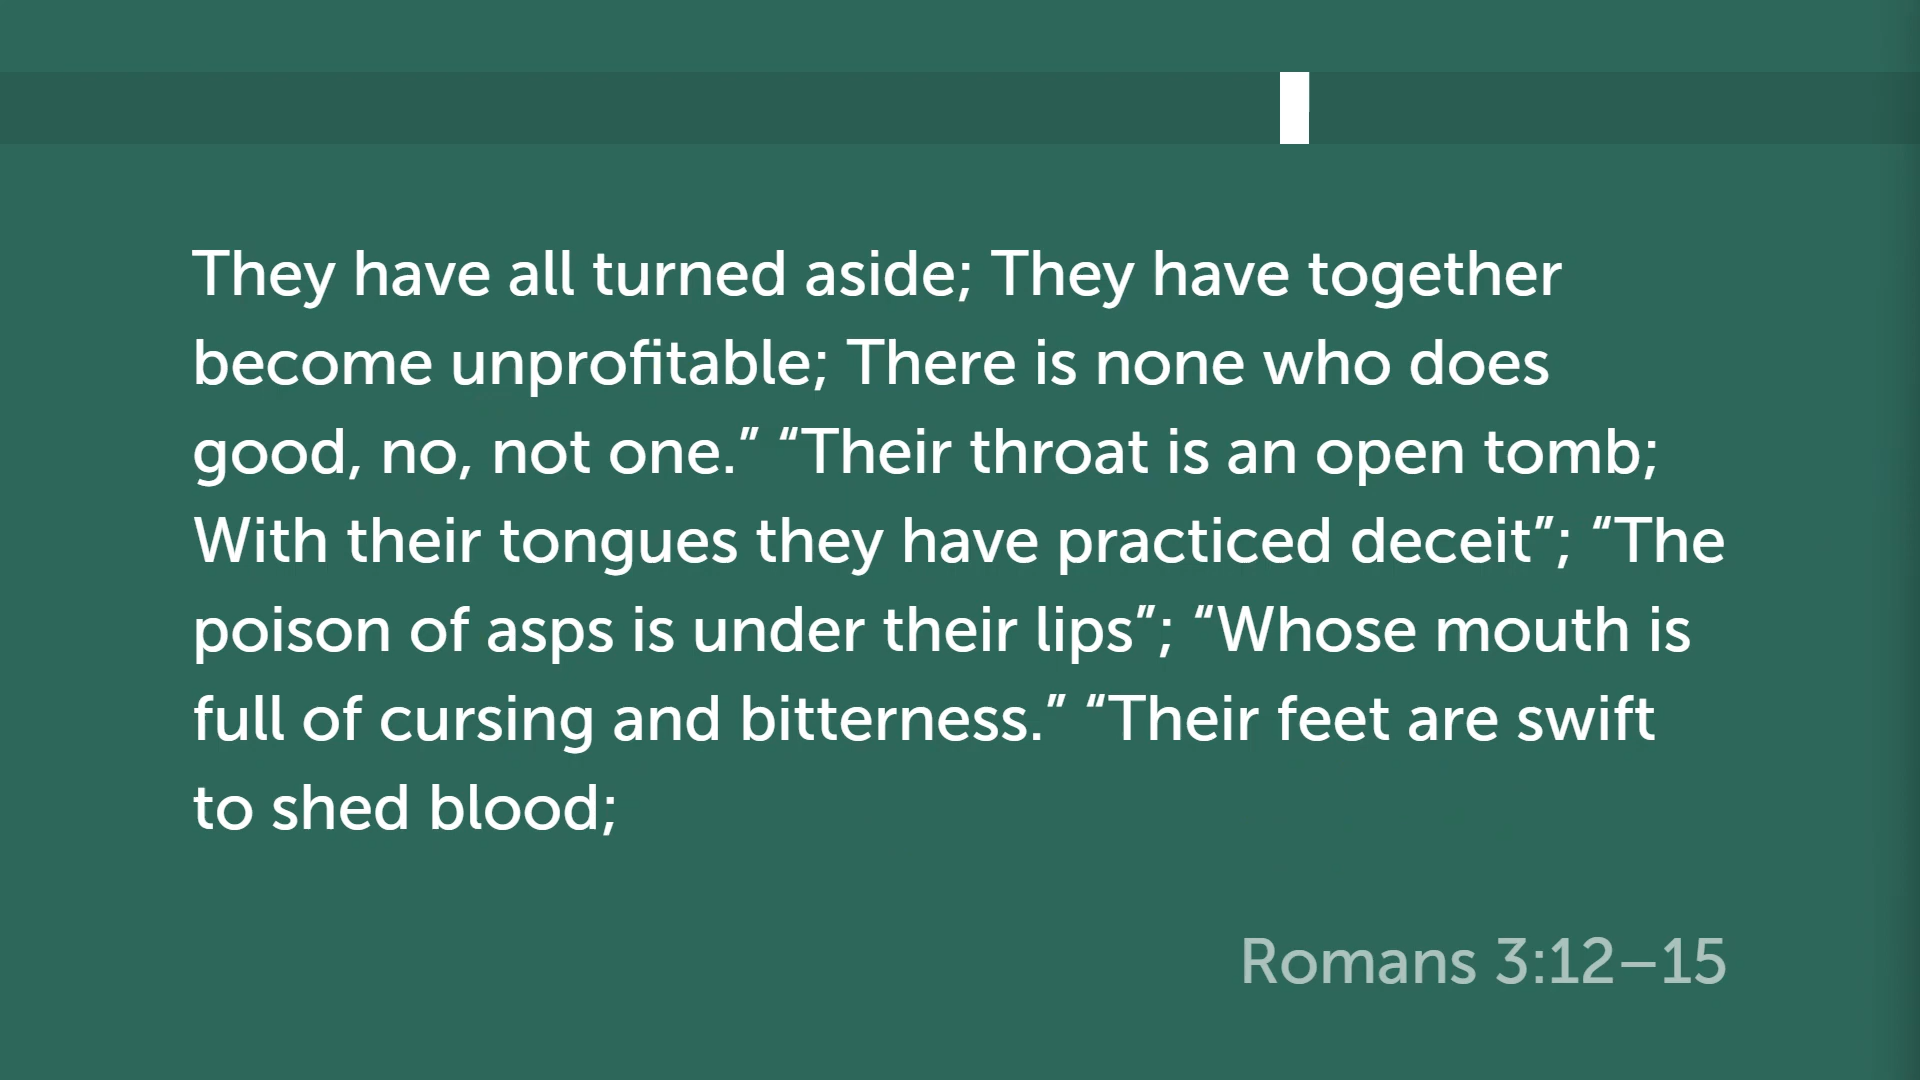 They have all turned aside; They have together
become unprofitable; There is none who does
good, no, not one.” “Their throat is an open tomb;
With their tongues they have practiced deceit”; “The
poison of asps is under their lips”; “Whose mouth is
full of cursing and bitterness.” “Their feet are swift
to shed blood;
Romans 3:12–15